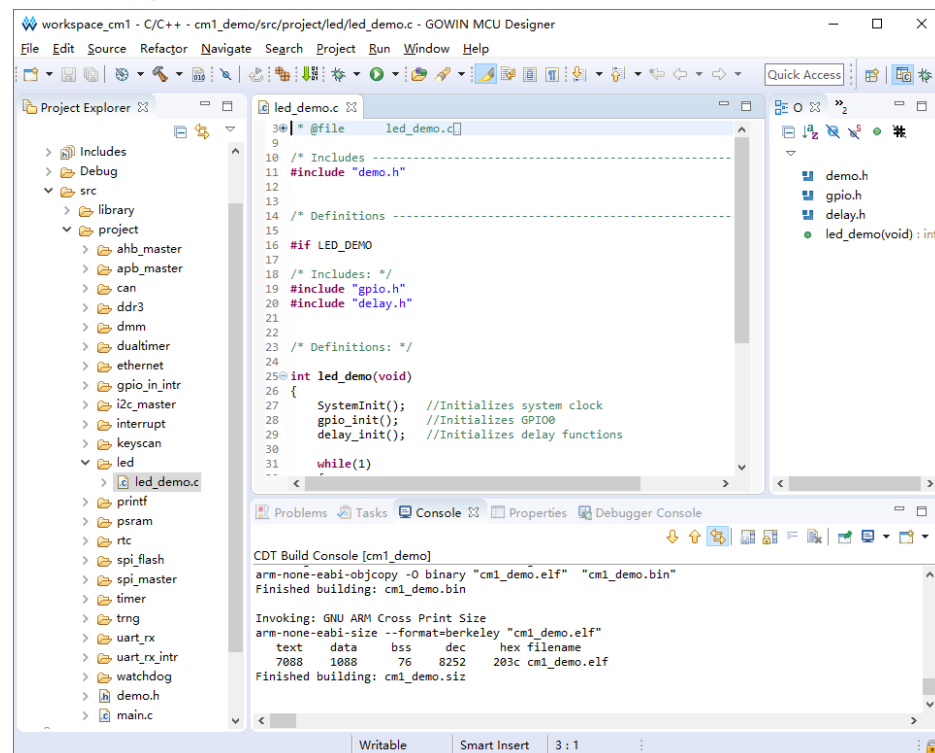 workspace_cm1 - C/C++ - cm1_demo/src/project/led/led_demo.c - GOWIN MCU Designer
File Edit Source Refactor Navigate Search Project Run Window Help
Quick Access
Project Explorer
Includes
Debug
src
library
project
ahb_master
apb_master
can
ddr3
dmm
dualtimer
ethernet
gpio_in_intr
i2c_master
interrupt
keyscan
led
led_demo.c
printf
psram
rtc
spi_flash
spi_master
timer
trng
uart_rx
uart_rx_intr
watchdog
demo.h
main.c
led_demo.c
3 * @file led_demo.c
9
10 /* Includes ------------------------------------------------------
11 #include "demo.h"
12
13
14 /* Definitions ---------------------------------------------------
15
16 #if LED_DEMO
17
18 /* Includes: */
19 #include "gpio.h"
20 #include "delay.h"
21
22
23 /* Definitions: */
24
25 int led_demo(void)
26 {
27 SystemInit(); //Initializes system clock
28 gpio_init(); //Initializes GPIO0
29 delay_init(); //Initializes delay functions
30
31 while(1)
O
2
demo.h
gpio.h
delay.h
led_demo(void) : int
Problems Tasks Console Properties Debugger Console
CDT Build Console [cm1_demo]
arm-none-eabi-objcopy -O binary "cm1_demo.elf" "cm1_demo.bin"
Finished building: cm1_demo.bin
Invoking: GNU ARM Cross Print Size
arm-none-eabi-size --format=berkeley "cm1_demo.elf"
text data bss dec hex filename
7088 1088 76 8252 203c cm1_demo.elf
Finished building: cm1_demo.siz
Writable Smart Insert 3 : 1